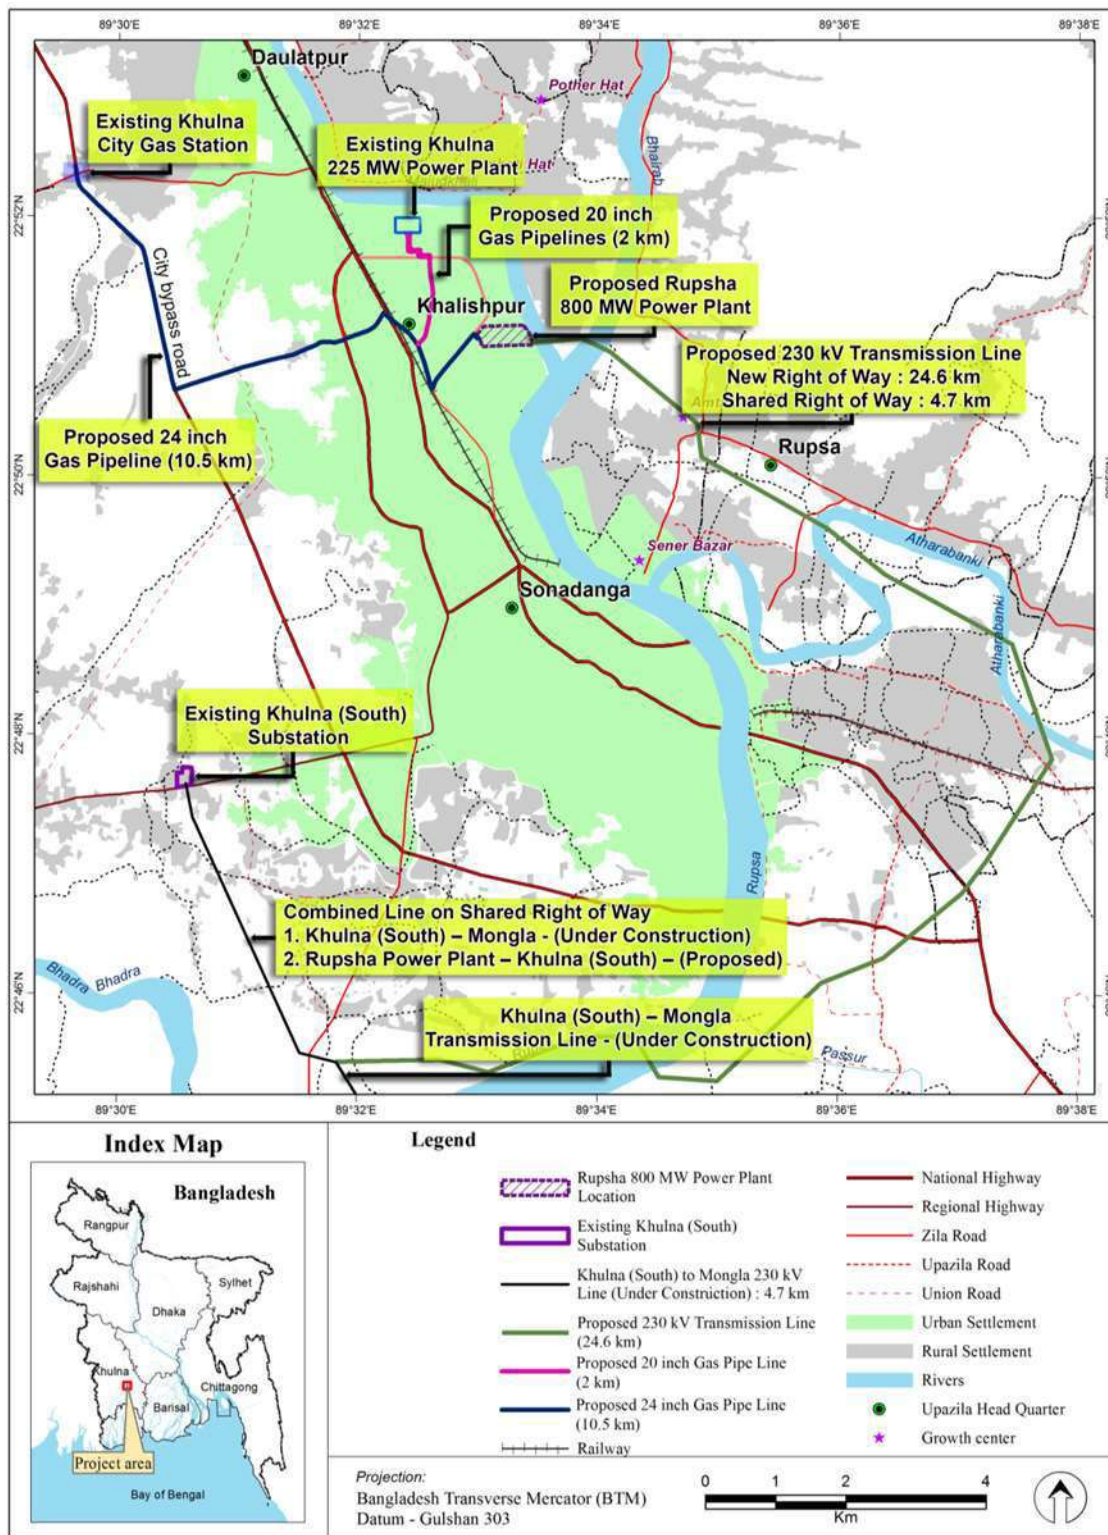 89°30'E
89°32'E
89°34'E
89°36'E
89°38'E
Daulatpur
Pother Hat
Existing Khulna
City Gas Station
Existing Khulna
225 MW Power Plant
Hat
Bhairab
22°52'N
Proposed 20 inch
Gas Pipelines (2 km)
City bypass road
Khalishpur
Proposed Rupsha
800 MW Power Plant
Proposed 230 kV Transmission Line
New Right of Way : 24.6 km
Shared Right of Way : 4.7 km
Proposed 24 inch
Gas Pipeline (10.5 km)
Rupsa
22°50'N
Sener Bazar
Atharabanki
Sonadanga
Atharabanki
Existing Khulna (South)
Substation
22°48'N
Rupsa
Combined Line on Shared Right of Way
1. Khulna (South) – Mongla - (Under Construction)
2. Rupsha Power Plant – Khulna (South) – (Proposed)
Bhadra
Bhadra
22°46'N
Khulna (South) – Mongla
Transmission Line - (Under Construction)
Passur
89°30'E
89°32'E
89°34'E
89°36'E
89°38'E
Index Map
Bangladesh
Rangpur
Rajshahi
Sylhet
Dhaka
Khulna
Barisal
Chittagong
Project area
Bay of Bengal
Legend
Rupsha 800 MW Power Plant
Location
Existing Khulna (South)
Substation
Khulna (South) to Mongla 230 kV
Line (Under Constriction) : 4.7 km
Proposed 230 kV Transmission Line
(24.6 km)
Proposed 20 inch Gas Pipe Line
(2 km)
Proposed 24 inch Gas Pipe Line
(10.5 km)
Railway
National Highway
Regional Highway
Zila Road
Upazila Road
Union Road
Urban Settlement
Rural Settlement
Rivers
Upazila Head Quarter
Growth center
Projection:
Bangladesh Transverse Mercator (BTM)
Datum - Gulshan 303
0 1 2 4
Km